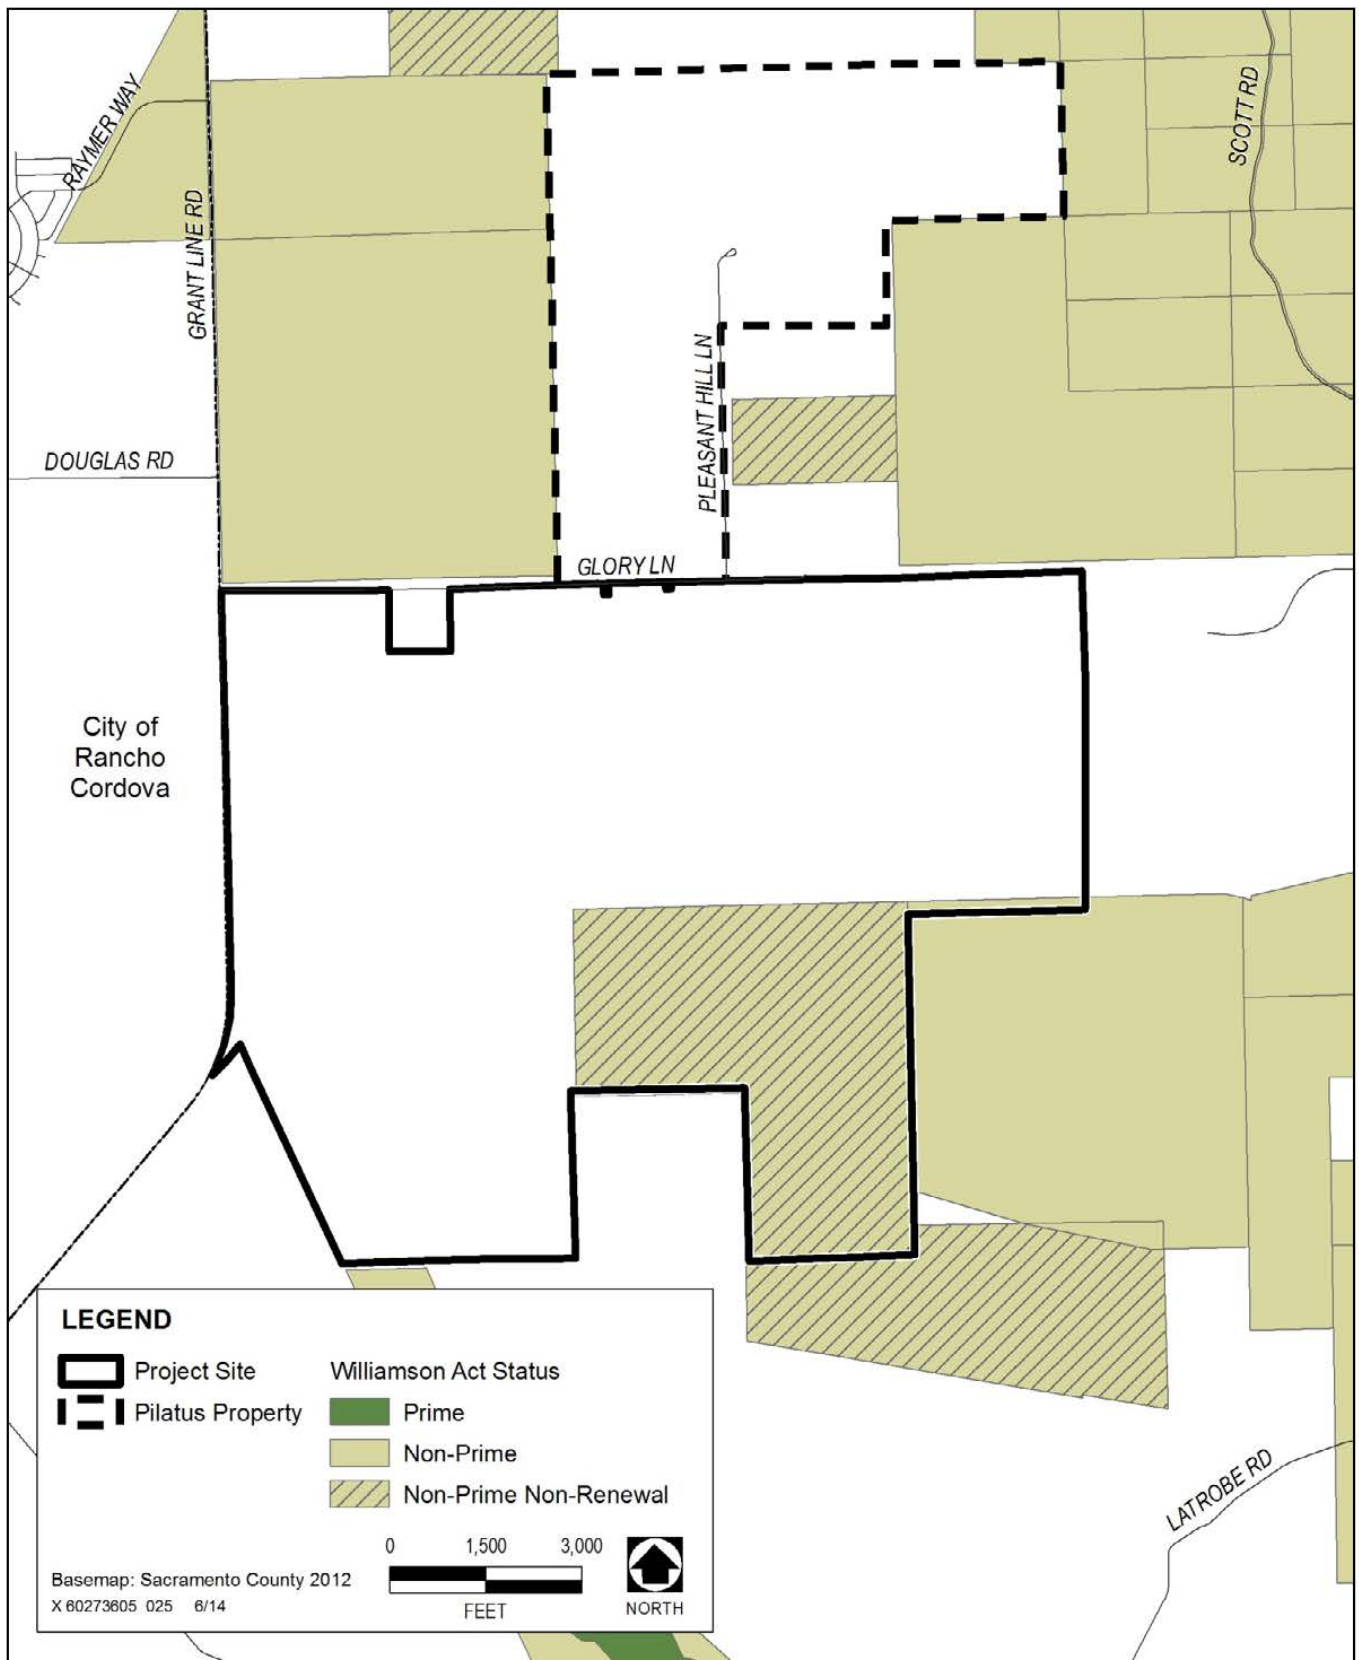 RAYMER WAY
SCOTT RD
GRANT LINE RD
PLEASANT HILL LN
DOUGLAS RD
GLORY LN
City of
Rancho
Cordova
LATROBE RD
LEGEND
Project Site
Pilatus Property
Williamson Act Status
Prime
Non-Prime
Non-Prime Non-Renewal
0 1,500 3,000
FEET
NORTH
Basemap: Sacramento County 2012
X 60273605 025 6/14